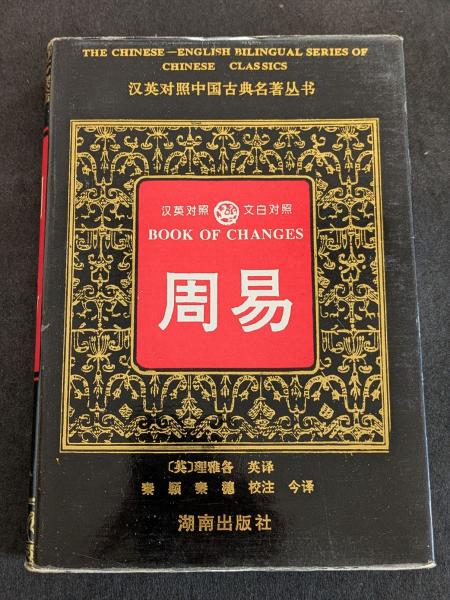 THE CHINESE—ENGLISH BILINGUAL SERIES OF
CHINESE CLASSICS
汉英对照中国古典名著丛书
汉英对照 文白对照
BOOK OF CHANGES
周易
〔英〕理雅各 英译
秦颖 秦穗 校注 今译
湖南出版社